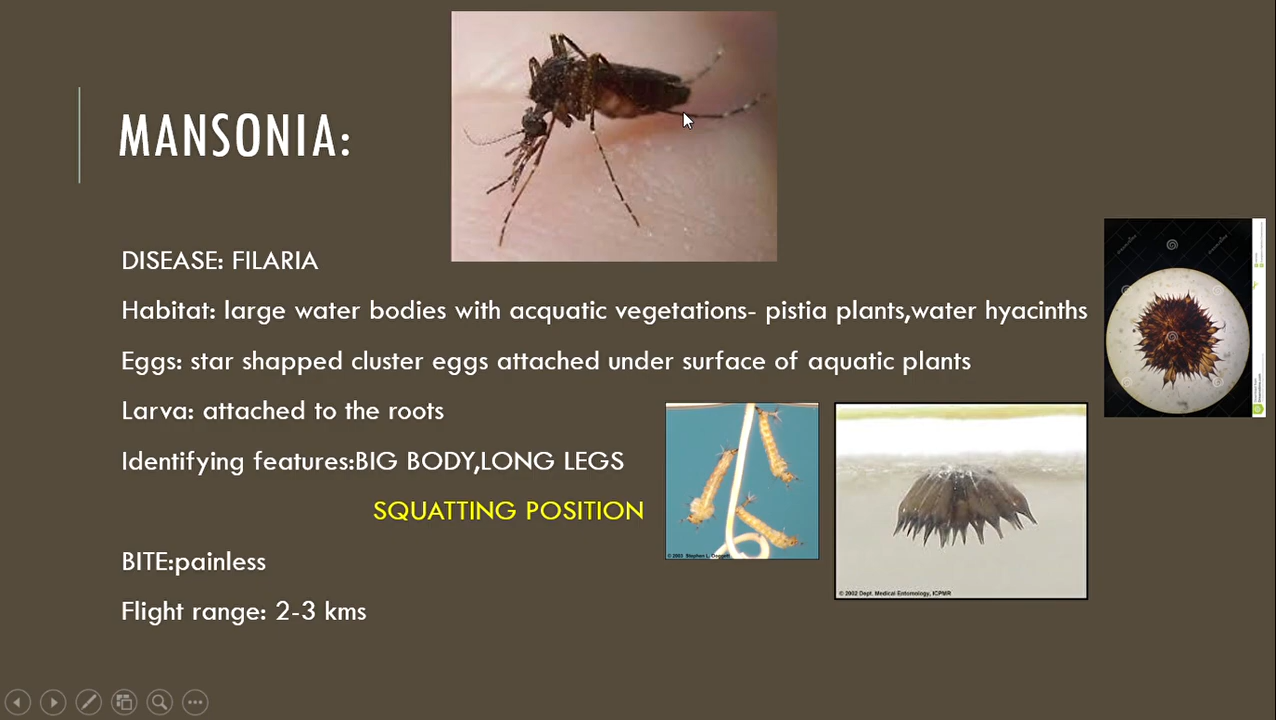 MANSONIA:
DISEASE: FILARIA
Habitat: large water bodies with acquatic vegetations- pistia plants,water hyacinths
Eggs: star shapped cluster eggs attached under surface of aquatic plants
Larva: attached to the roots
Identifying features:BIG BODY,LONG LEGS
SQUATTING POSITION
BITE:painless
Flight range: 2-3 kms
© 2002 Dept. Medical Entomology, ICPMR